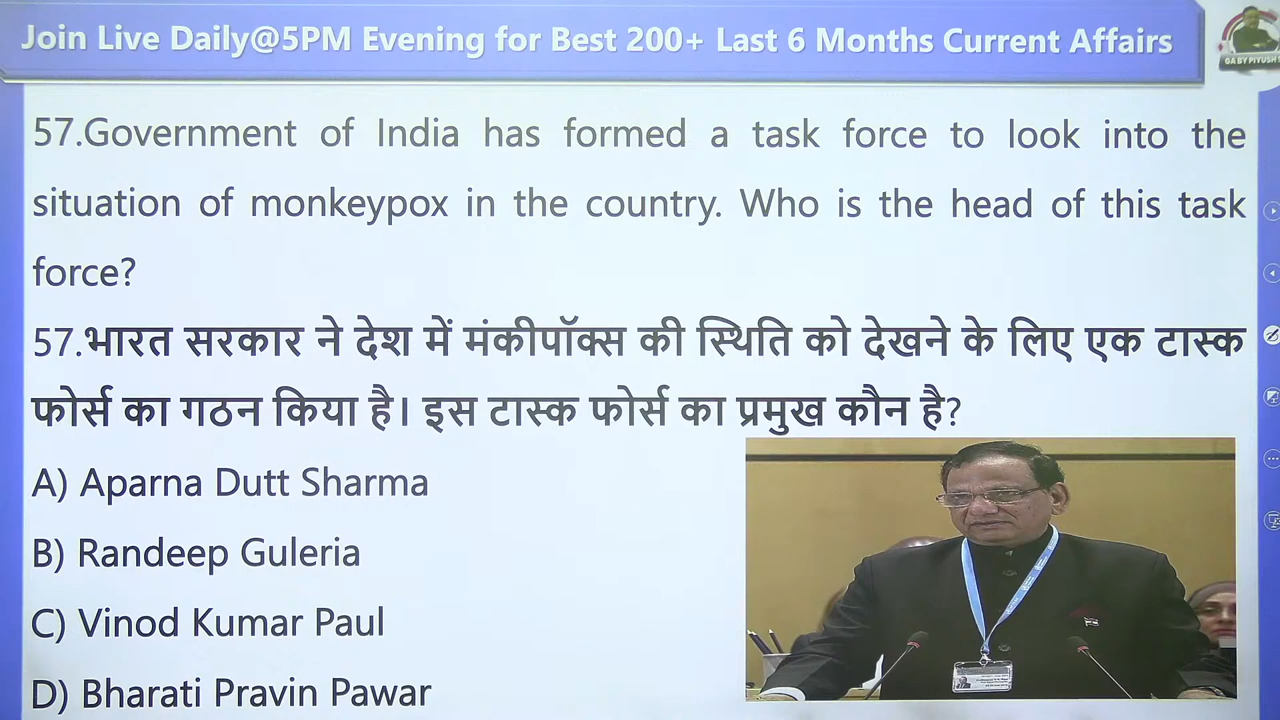 Join Live Daily@5PM Evening for Best 200+ Last 6 Months Current Affairs
GA BY PIYUSH
57.Government of India has formed a task force to look into the
situation of monkeypox in the country. Who is the head of this task
force?
57.भारत सरकार ने देश में मंकीपॉक्स की स्थिति को देखने के लिए एक टास्क
फोर्स का गठन किया है। इस टास्क फोर्स का प्रमुख कौन है?
A) Aparna Dutt Sharma
B) Randeep Guleria
C) Vinod Kumar Paul
D) Bharati Pravin Pawar